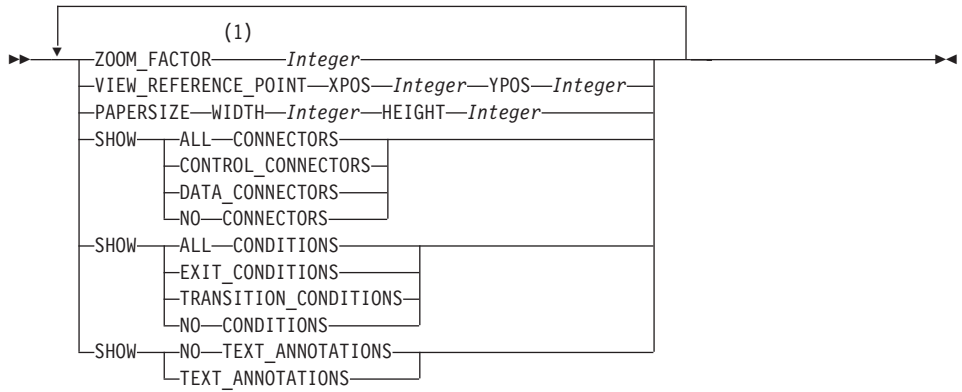 (1)
ZOOM_FACTOR Integer
VIEW_REFERENCE_POINT XPOS Integer YPOS Integer
PAPERSIZE WIDTH Integer HEIGHT Integer
SHOW ALL CONNECTORS
CONTROL_CONNECTORS
DATA_CONNECTORS
NO CONNECTORS
SHOW ALL CONDITIONS
EXIT_CONDITIONS
TRANSITION_CONDITIONS
NO CONDITIONS
SHOW NO TEXT_ANNOTATIONS
TEXT_ANNOTATIONS